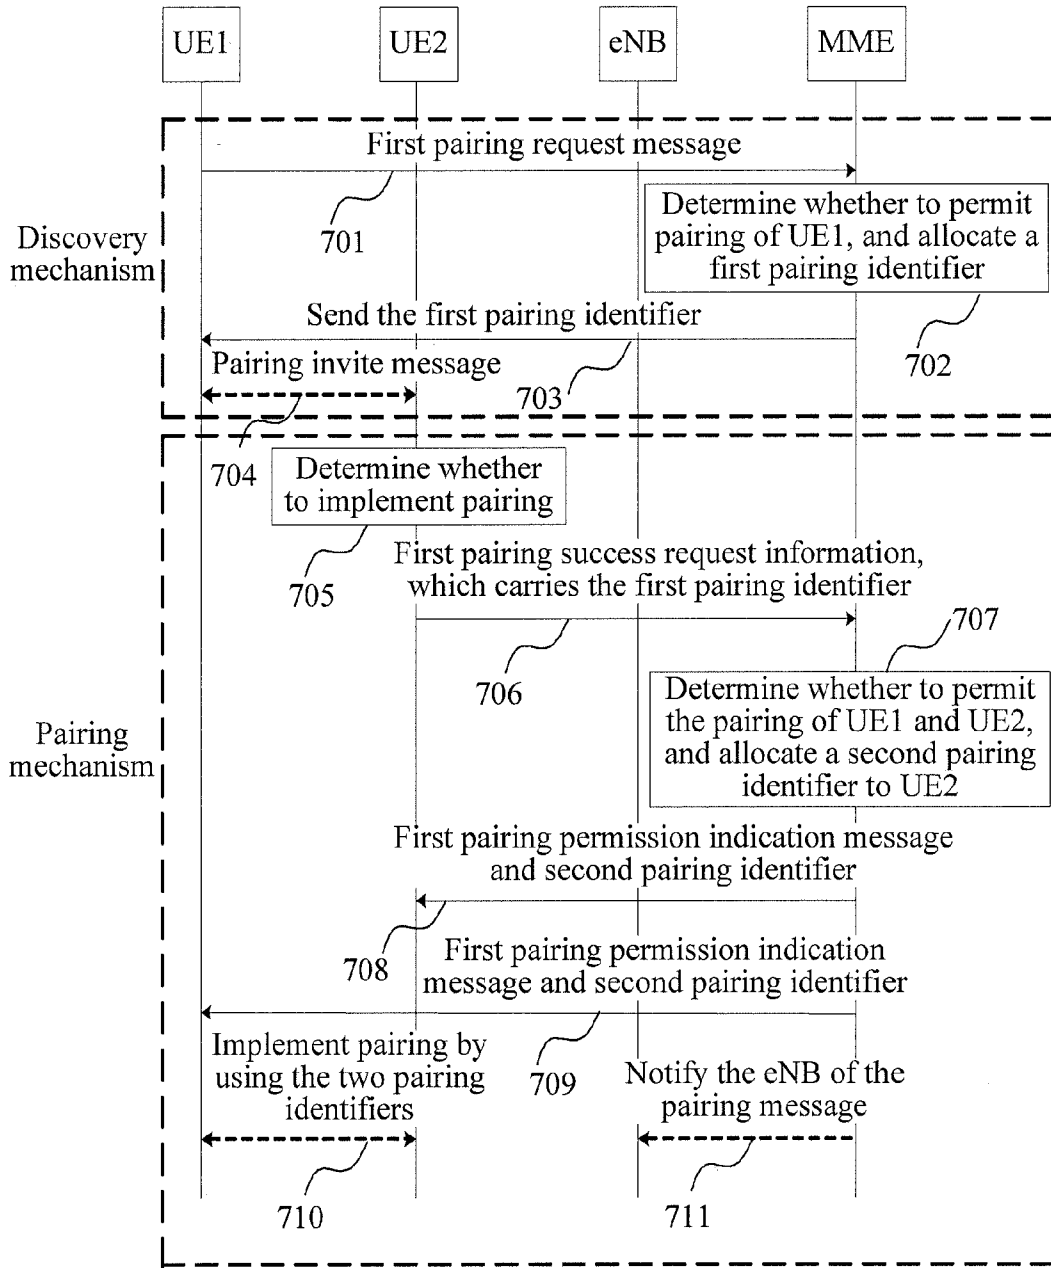 UE1
UE2
eNB
MME
First pairing request message
701
Determine whether to permit
pairing of UE1, and allocate a
first pairing identifier
Discovery
mechanism
Send the first pairing identifier
702
Pairing invite message
703
704
Determine whether
to implement pairing
705
First pairing success request information,
which carries the first pairing identifier
707
706
Determine whether to permit
the pairing of UE1 and UE2,
and allocate a second pairing
identifier to UE2
Pairing
mechanism
First pairing permission indication message
and second pairing identifier
708
First pairing permission indication
message and second pairing identifier
Implement pairing by
using the two pairing
identifiers
709
Notify the eNB of the
pairing message
710
711